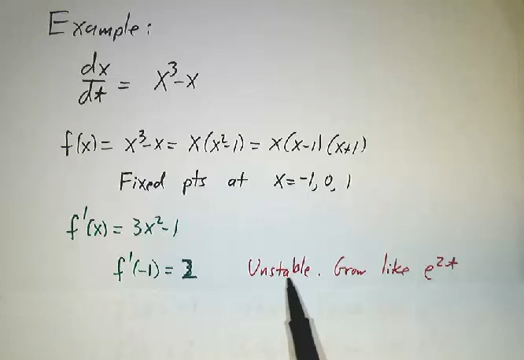 Example:
dx/dt = x³-x
f(x) = x³-x = x(x²-1) = x(x-1)(x+1)
Fixed pts at x=-1, 0, 1
f'(x) = 3x²-1
f'(-1) = 2 Unstable. Grow like e^{2t}